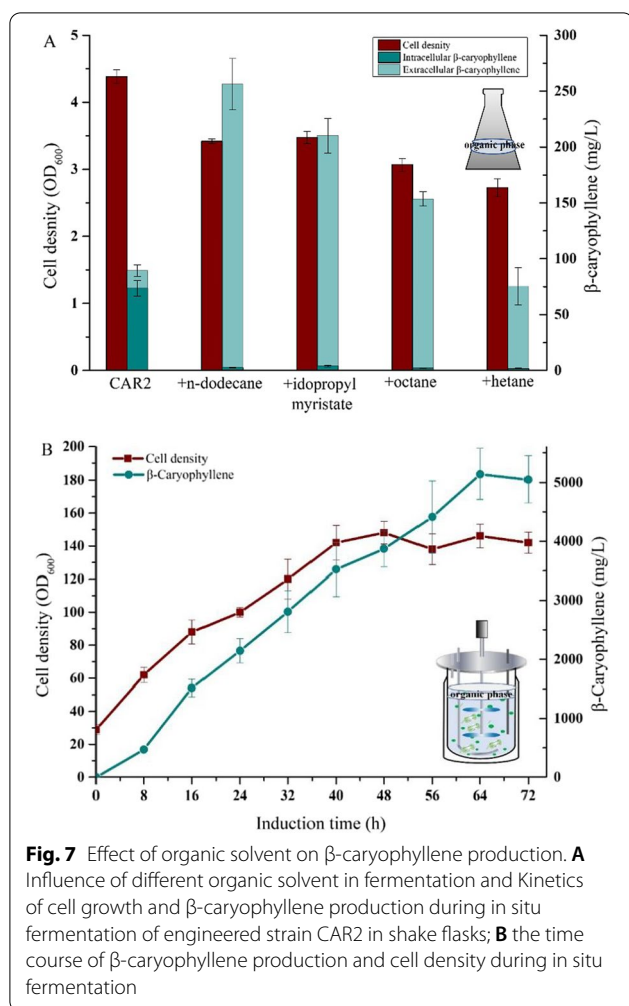 A
Cell desnity
Intracellular β-caryophyllene
Extracellular β-caryophyllene
organic phase
Cell desnity (OD600)
β-caryophyllene (mg/L)
5
4
3
2
1
0
300
250
200
150
100
50
0
CAR2 +n-dodecane +idopropyl myristate +octane +hetane
B
Cell density
β-Caryophyllene
organic phase
Cell density (OD600)
β-Caryophyllene (mg/L)
200
180
160
140
120
100
80
60
40
20
0
5000
4000
3000
2000
1000
0
0 8 16 24 32 40 48 56 64 72
Induction time (h)
Fig. 7 Effect of organic solvent on β-caryophyllene production. A
Influence of different organic solvent in fermentation and Kinetics
of cell growth and β-caryophyllene production during in situ
fermentation of engineered strain CAR2 in shake flasks; B the time
course of β-caryophyllene production and cell density during in situ
fermentation